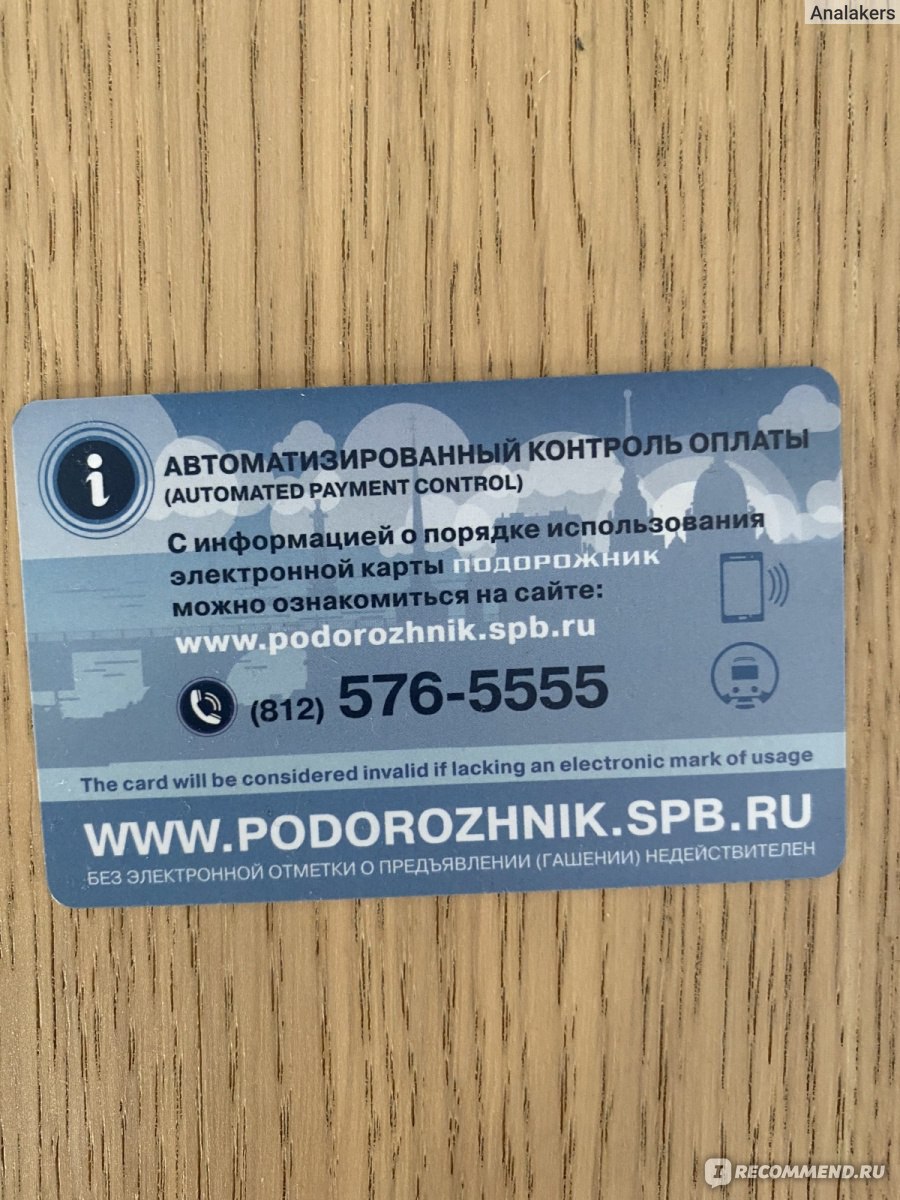 Analakers
АВТОМАТИЗИРОВАННЫЙ КОНТРОЛЬ ОПЛАТЫ
(AUTOMATED PAYMENT CONTROL)
С информацией о порядке использования
электронной карты ПОДОРОЖНИК
можно ознакомиться на сайте:
www.podorozhnik.spb.ru
(812) 576-5555
The card will be considered invalid if lacking an electronic mark of usage
WWW.PODOROZHNIK.SPB.RU
БЕЗ ЭЛЕКТРОННОЙ ОТМЕТКИ О ПРЕДЪЯВЛЕНИИ (ГАШЕНИИ) НЕДЕЙСТВИТЕЛЕН
IRECOMMEND.RU